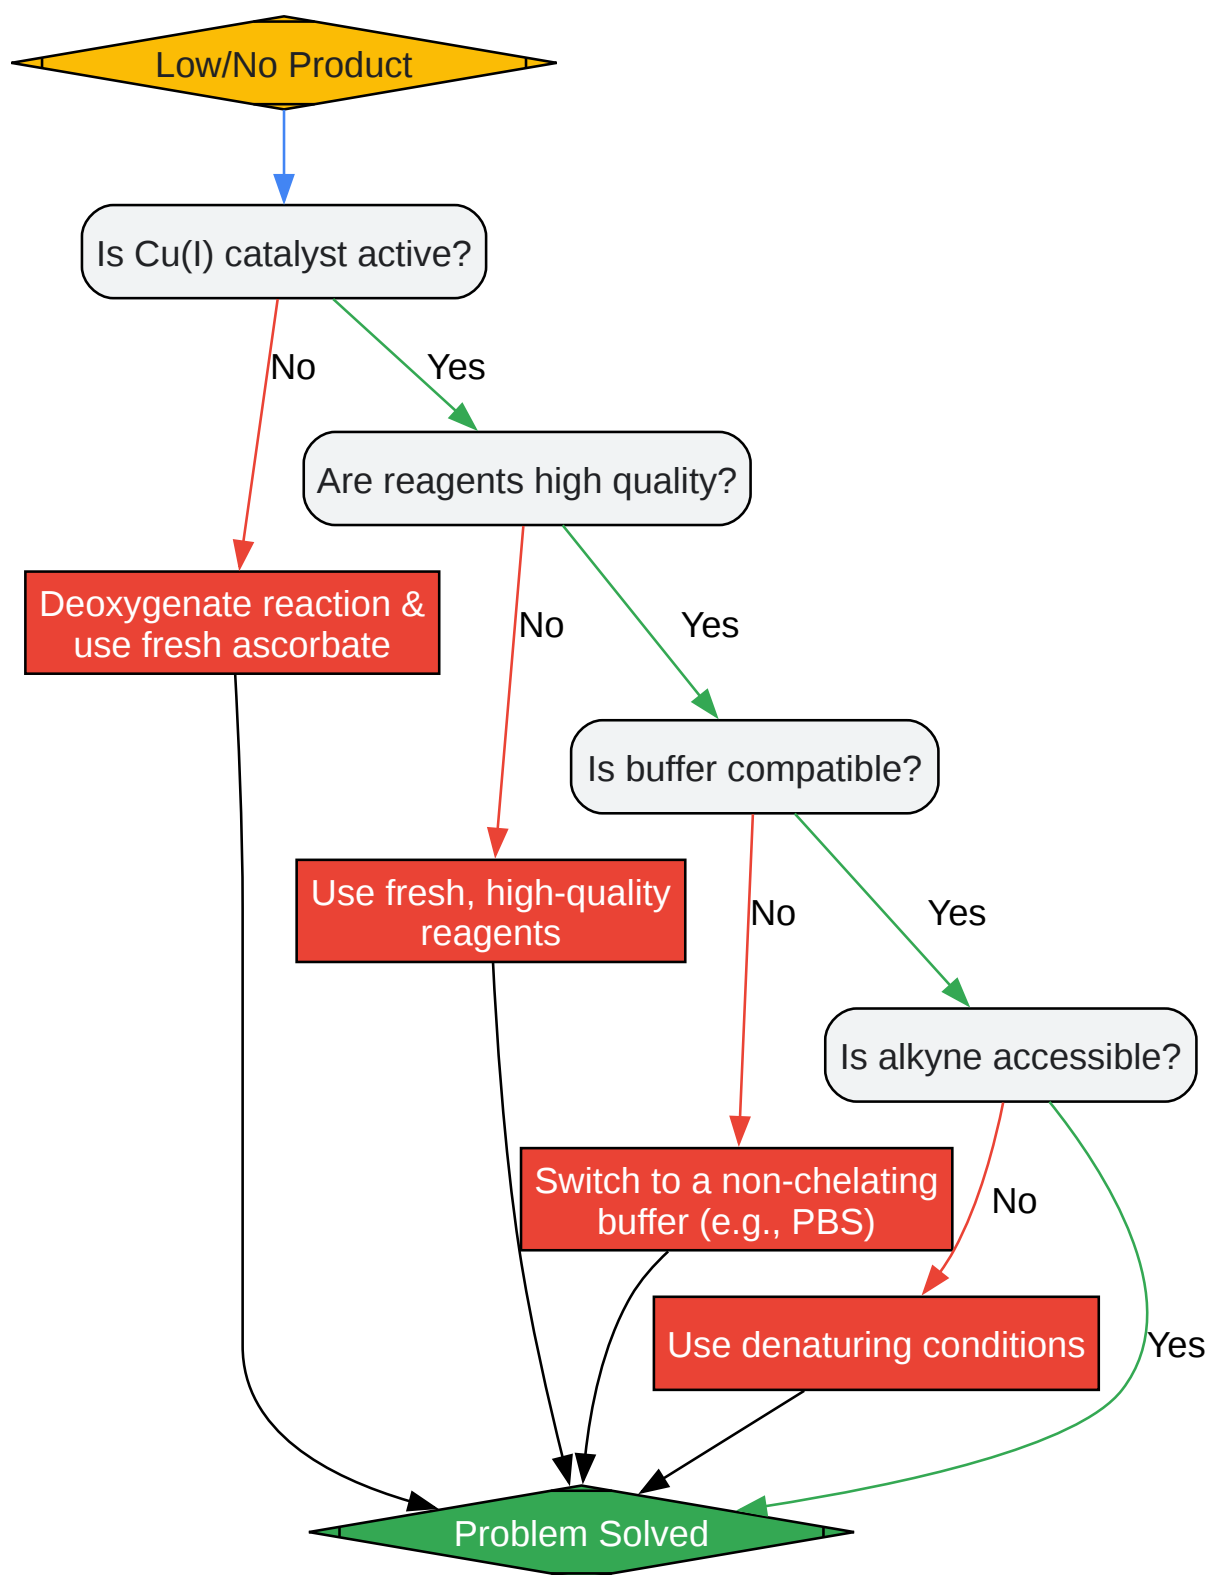 Low/No Product
Is Cu(I) catalyst active?
No
Yes
Are reagents high quality?
Deoxygenate reaction &
use fresh ascorbate
No
Yes
Is buffer compatible?
Use fresh, high-quality
reagents
No
Yes
Is alkyne accessible?
Switch to a non-chelating
buffer (e.g., PBS)
No
Use denaturing conditions
Yes
Problem Solved